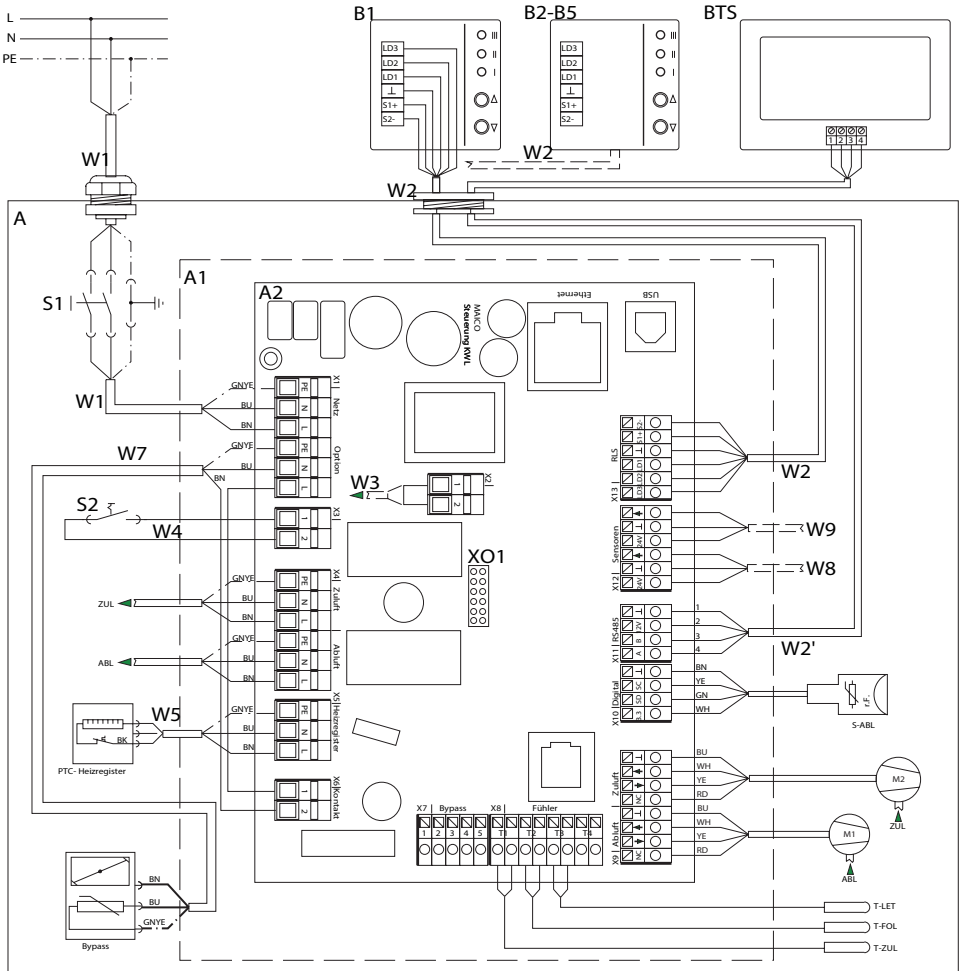 L
N
PE
B1
B2-B5
BTS
LD3
LD2
LD1
⊥
S1+
S2-
III
II
I
LD3
LD2
LD1
⊥
S1+
S2-
III
II
I
1 2 3 4
W1
W2
W2
A
A1
A2
S1
W1
MAICO
Steuerung KWL
Ethernet
USB
X1
Netz
GNYE PE
BU N
BN L
Option
GNYE PE
BU N
BN L
W7
W3
X2
1
2
S2
W4
X3
1
2
XO1
ZUL
X4
Zuluft
GNYE PE
BU N
BN L
ABL
Abluft
GNYE PE
BU N
BN L
W5
BK
PTC- Heizregister
X5 Heizregister
GNYE PE
BU N
BN L
X6 Kontakt
1
2
RLS
X13
S2-
S1+
⊥
LD1
LD2
LD3
W2
Sensoren
X12
⊥
24V
⊥
24V
W9
W8
X11 RS485
12V
B
A
1
2
3
4
W2'
X10 Digital
⊥
SC
SD
3.3
BN
YE
GN
WH
r.F.
S-ABL
Zuluft
⊥
NC
BU
WH
YE
RD
M2
ZUL
X9 Abluft
⊥
NC
BU
WH
YE
RD
M1
ABL
X7 Bypass
1 2 3 4 5
X8 Fühler
T1 T2 T3 T4
BN
BU
GNYE
Bypass
T-LET
T-FOL
T-ZUL